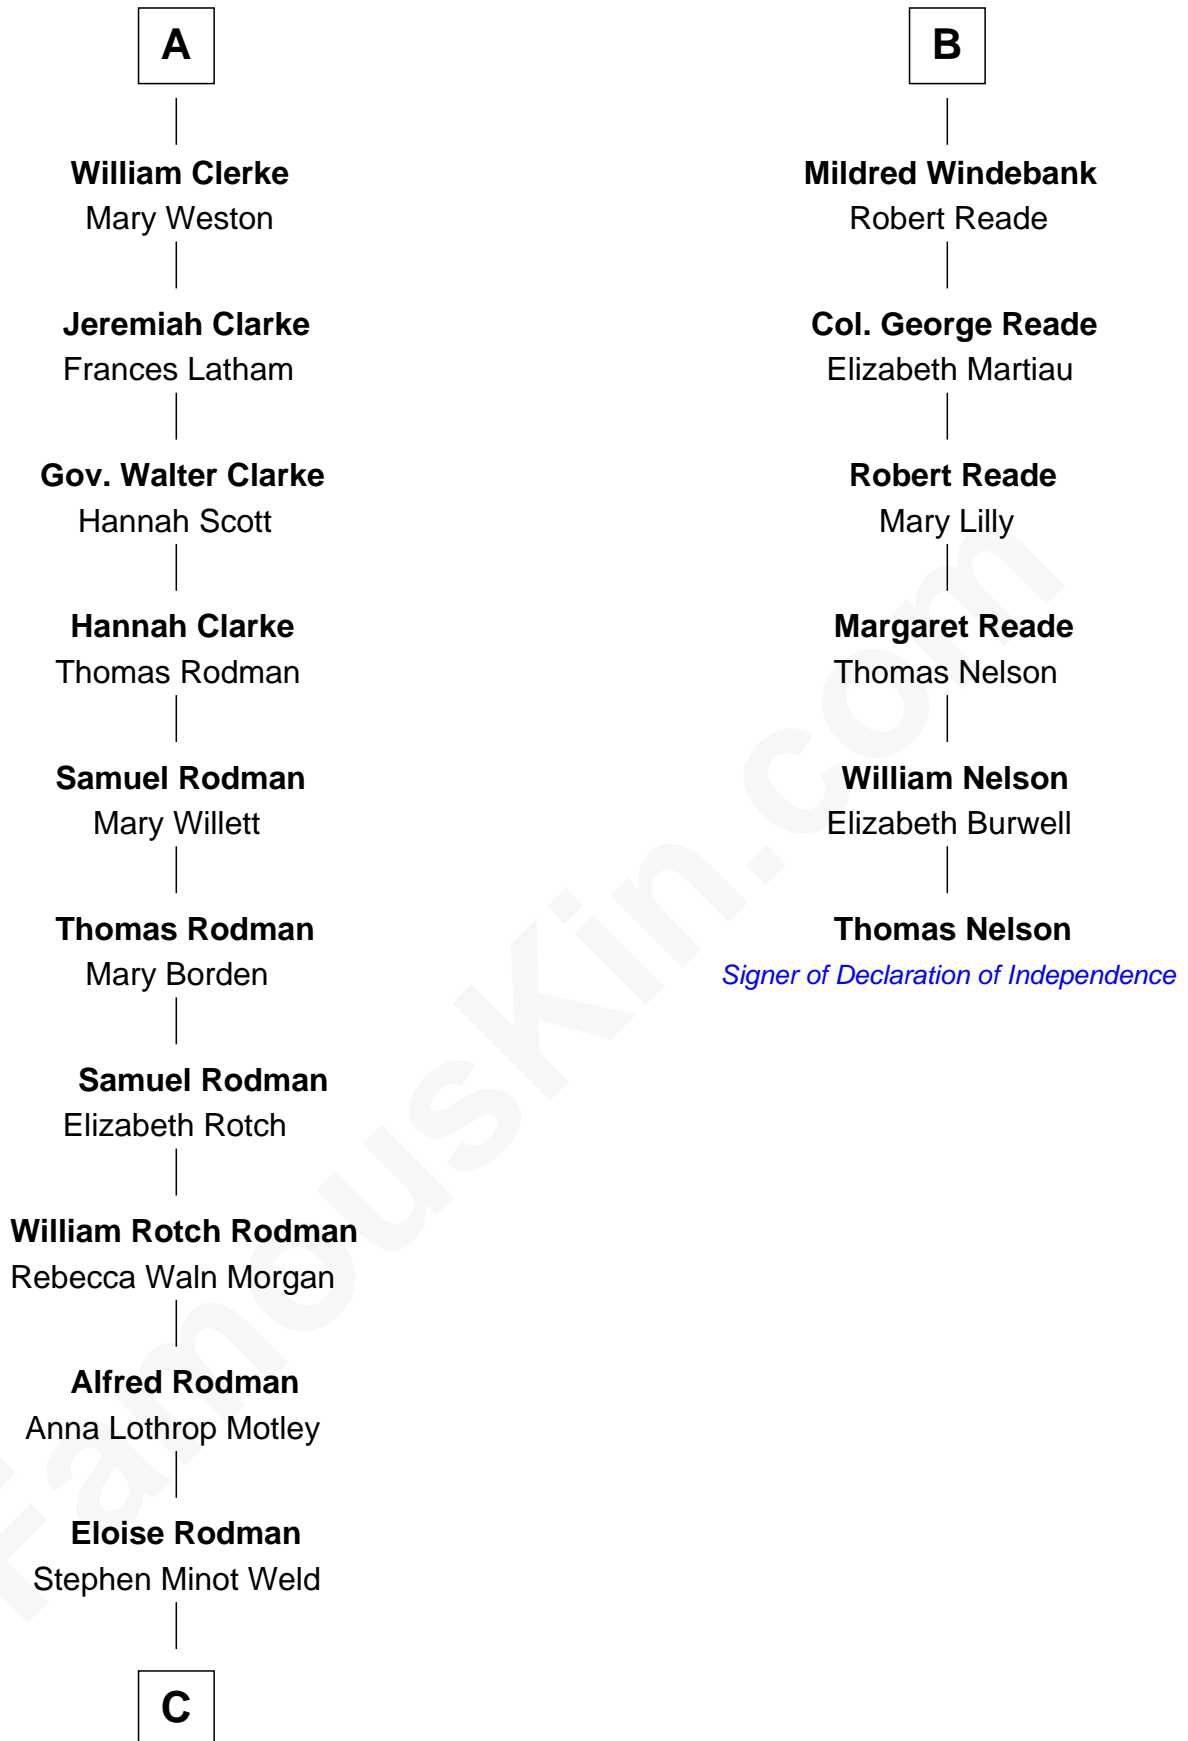 A
William Clerke
Mary Weston
Jeremiah Clarke
Frances Latham
Gov. Walter Clarke
Hannah Scott
Hannah Clarke
Thomas Rodman
Samuel Rodman
Mary Willett
Thomas Rodman
Mary Borden
Samuel Rodman
Elizabeth Rotch
William Rotch Rodman
Rebecca Waln Morgan
Alfred Rodman
Anna Lothrop Motley
Eloise Rodman
Stephen Minot Weld
C
B
Mildred Windebank
Robert Reade
Col. George Reade
Elizabeth Martiau
Robert Reade
Mary Lilly
Margaret Reade
Thomas Nelson
William Nelson
Elizabeth Burwell
Thomas Nelson
Signer of Declaration of Independence
FamousKin.com